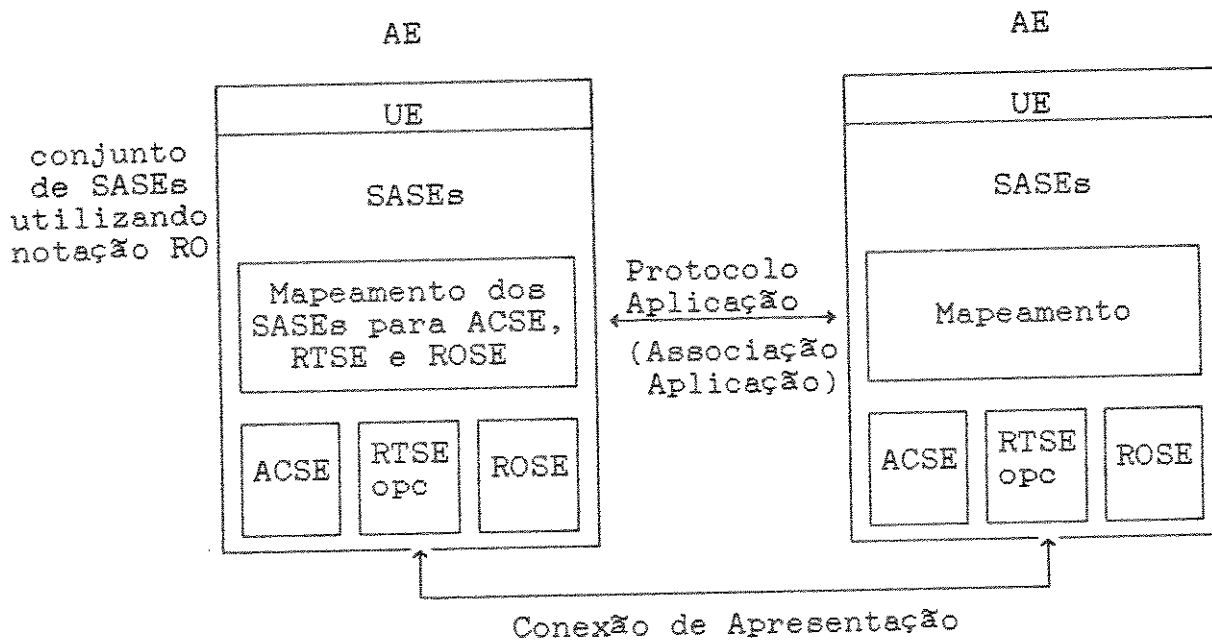 AE
AE
UE
UE
conjunto
de SASEs
utilizando
notação RO
SASEs
SASEs
Mapeamento dos
SASEs para ACSE,
RTSE e ROSE
Protocolo
Aplicação
(Associação
Aplicação)
Mapeamento
ACSE
RTSE
opc
ROSE
ACSE
RTSE
opc
ROSE
Conexão de Apresentação